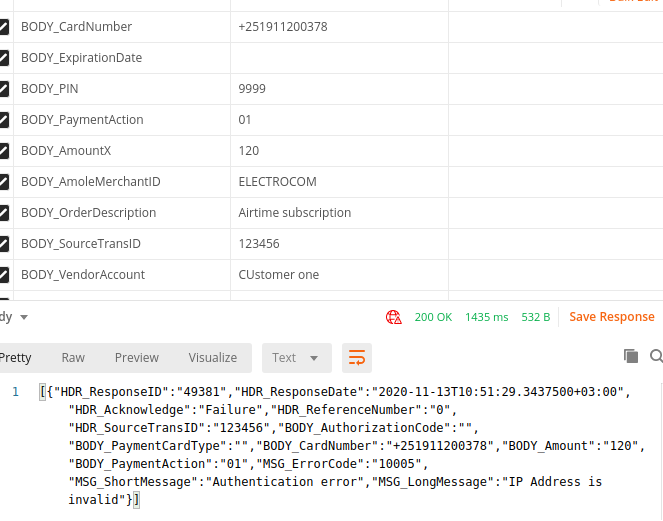 BODY_CardNumber +251911200378
BODY_ExpirationDate
BODY_PIN 9999
BODY_PaymentAction 01
BODY_AmountX 120
BODY_AmoleMerchantID ELECTROCOM
BODY_OrderDescription Airtime subscription
BODY_SourceTransID 123456
BODY_VendorAccount CUstomer one
dy 200 OK 1435 ms 532 B Save Response
Pretty Raw Preview Visualize Text
1 [{"HDR_ResponseID":"49381","HDR_ResponseDate":"2020-11-13T10:51:29.3437500+03:00",
"HDR_Acknowledge":"Failure","HDR_ReferenceNumber":"0",
"HDR_SourceTransID":"123456","BODY_AuthorizationCode":"",
"BODY_PaymentCardType":"","BODY_CardNumber":"+251911200378","BODY_Amount":"120",
"BODY_PaymentAction":"01","MSG_ErrorCode":"10005",
"MSG_ShortMessage":"Authentication error","MSG_LongMessage":"IP Address is
invalid"}]